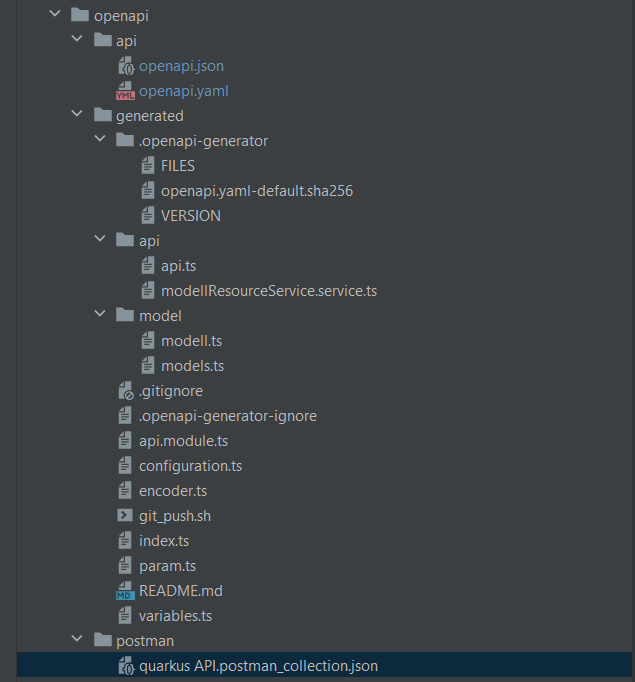 openapi
api
openapi.json
openapi.yaml
generated
.openapi-generator
FILES
openapi.yaml-default.sha256
VERSION
api
api.ts
modellResourceService.service.ts
model
modell.ts
models.ts
.gitignore
.openapi-generator-ignore
api.module.ts
configuration.ts
encoder.ts
git_push.sh
index.ts
param.ts
README.md
variables.ts
postman
quarkus API.postman_collection.json